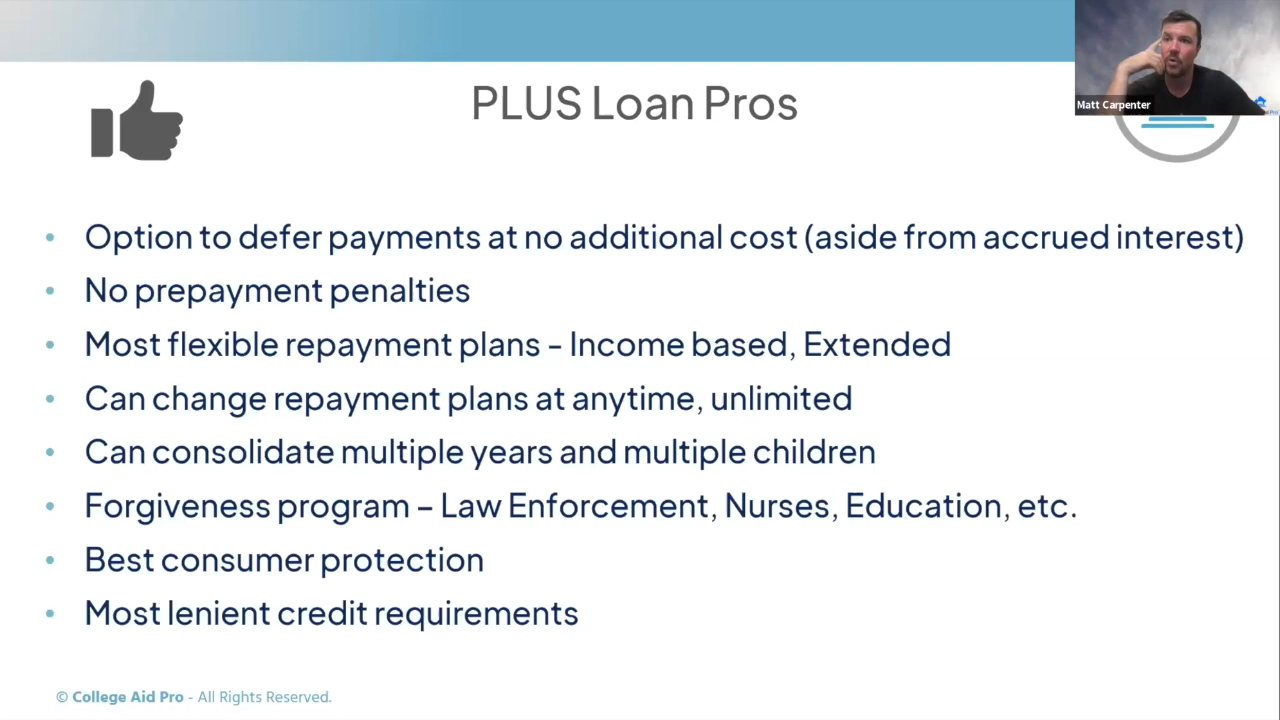 PLUS Loan Pros
Matt Carpenter
• Option to defer payments at no additional cost (aside from accrued interest)
• No prepayment penalties
• Most flexible repayment plans – Income based, Extended
• Can change repayment plans at anytime, unlimited
• Can consolidate multiple years and multiple children
• Forgiveness program – Law Enforcement, Nurses, Education, etc.
• Best consumer protection
• Most lenient credit requirements
© College Aid Pro - All Rights Reserved.